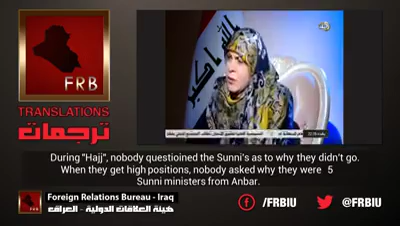 FRB
TRANSLATIONS
ترجمات
During "Hajj", nobody questioined the Sunni's as to why they didn't go.
When they get high positions, nobody asked why they were 5
Sunni ministers from Anbar.
Foreign Relations Bureau - Iraq
هيئة العلاقات الدولية - العراق
/FRBIU
@FRBIU